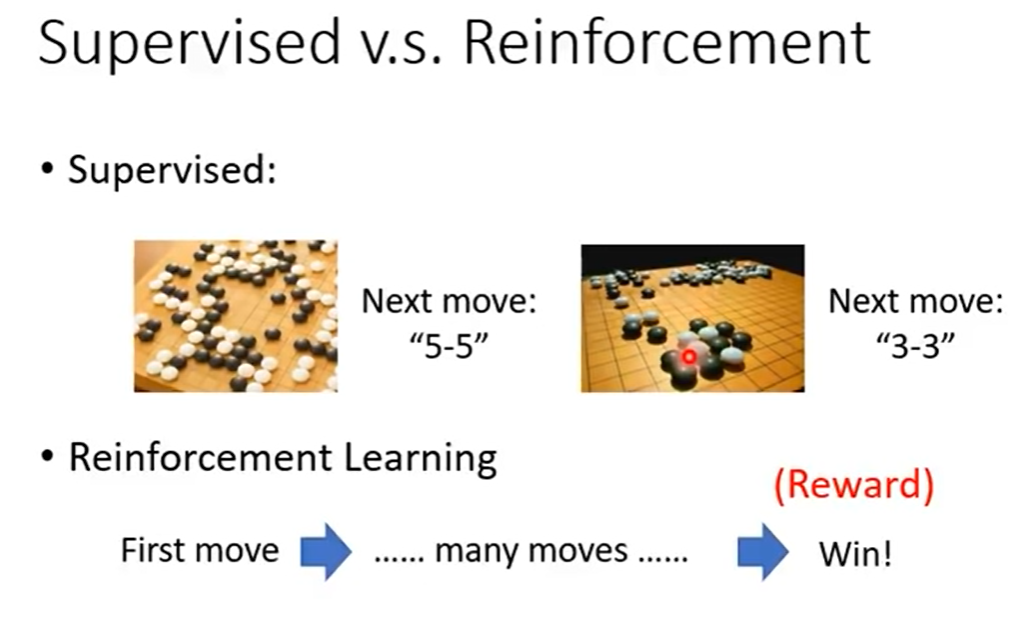 Supervised v.s. Reinforcement
• Supervised:
Next move:
“5-5”
Next move:
“3-3”
• Reinforcement Learning
(Reward)
First move
...... many moves ......
Win!